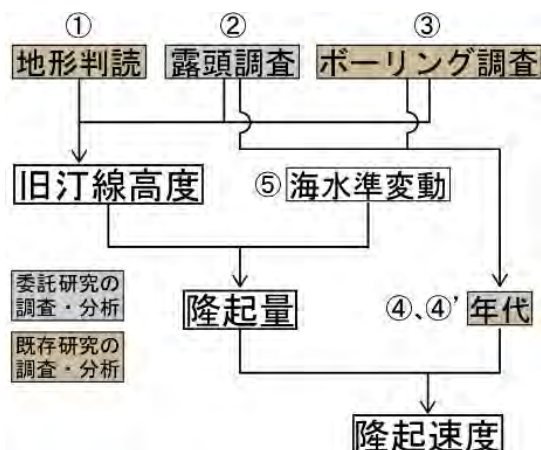 ① ② ③
地形判読 露頭調査 ボーリング調査
旧汀線高度 ⑤ 海水準変動
委託研究の
調査・分析
隆起量 ④、④' 年代
既存研究の
調査・分析
隆起速度